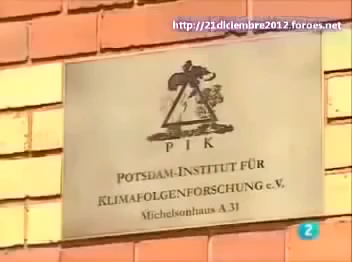 http://21diciembre2012.foroes.net
PIK
POTSDAM-INSTITUT FÜR
KLIMAFOLGENFORSCHUNG e.V.
Michelsonhaus A 31
2